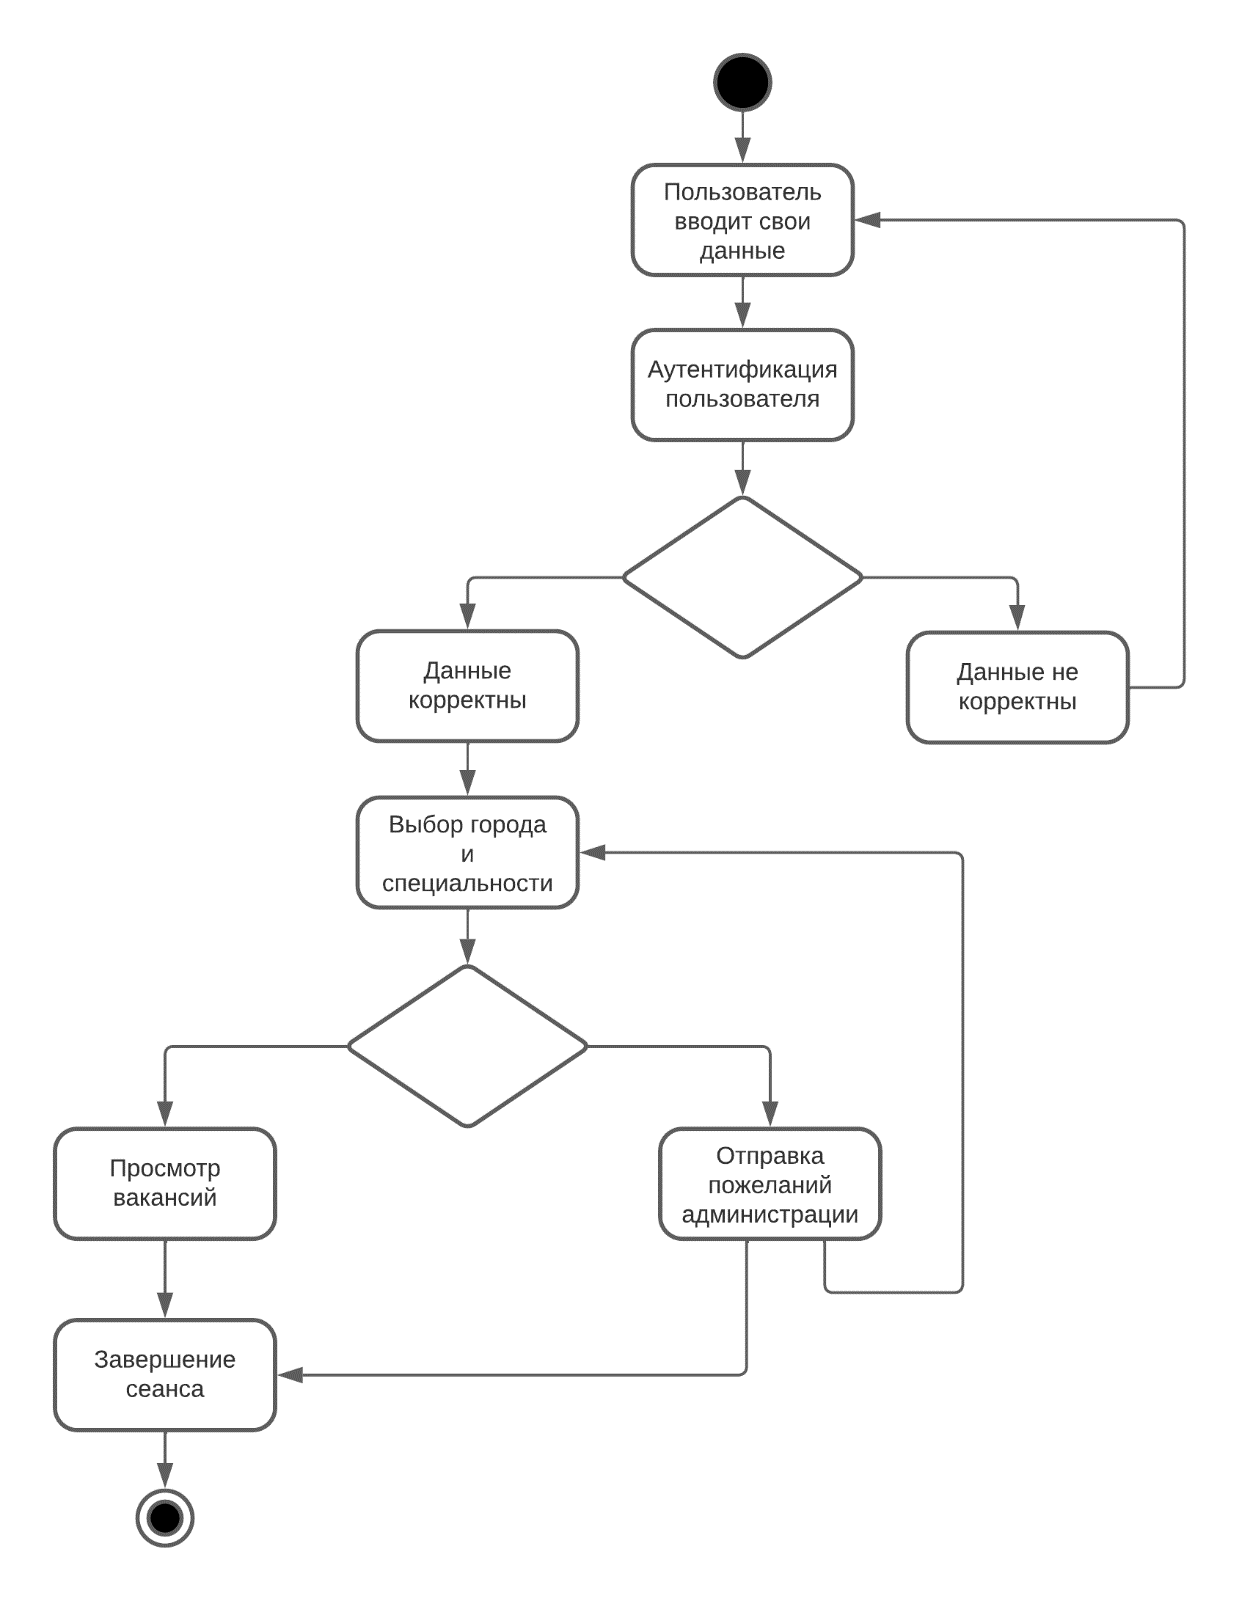 Пользователь
вводит свои
данные
Аутентификация
пользователя
Данные
корректны
Данные не
корректны
Выбор города
и
специальности
Просмотр
вакансий
Отправка
пожеланий
администрации
Завершение
сеанса